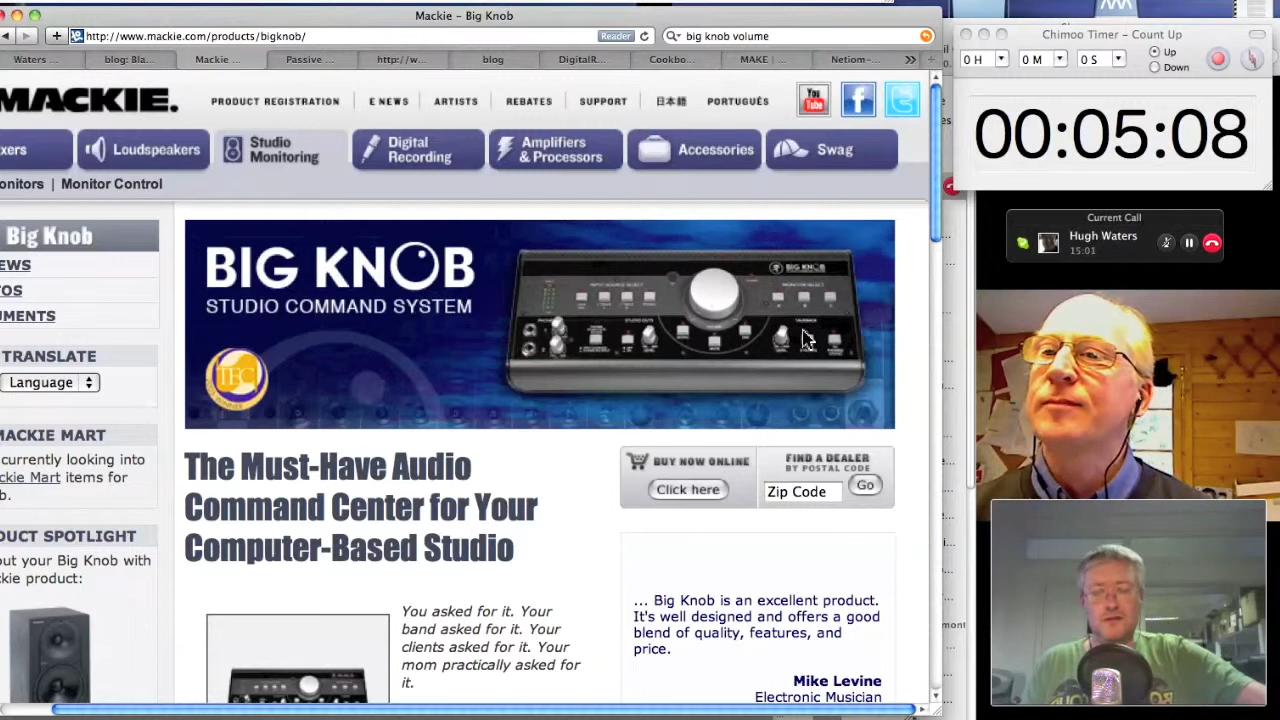 Mackie – Big Knob
http://www.mackie.com/products/bigknob/
Reader
big knob volume
Waters ...
blog: Bla...
Mackie ...
Passive ...
http://w...
blog
DigitalR...
Cookbo...
MAKE | ...
Netiom-...
MACKIE.
PRODUCT REGISTRATION
E NEWS
ARTISTS
REBATES
SUPPORT
日本語
PORTUGUÊS
You Tube
xers
Loudspeakers
Studio Monitoring
Digital Recording
Amplifiers & Processors
Accessories
Swag
onitors | Monitor Control
Big Knob
EWS
TOS
UMENTS
TRANSLATE
Language
MACKIE MART
currently looking into
ckie Mart items for
b.
DUCT SPOTLIGHT
out your Big Knob with
ckie product:
BIG KNOB
STUDIO COMMAND SYSTEM
TEC
BIG KNOB
The Must-Have Audio
Command Center for Your
Computer-Based Studio
BUY NOW ONLINE
Click here
FIND A DEALER
BY POSTAL CODE
Zip Code
Go
You asked for it. Your
band asked for it. Your
clients asked for it. Your
mom practically asked for
it.
... Big Knob is an excellent product.
It's well designed and offers a good
blend of quality, features, and
price.
Mike Levine
Electronic Musician
Chimoo Timer – Count Up
0 H
0 M
0 S
Up
Down
00:05:08
Current Call
Hugh Waters
15:01